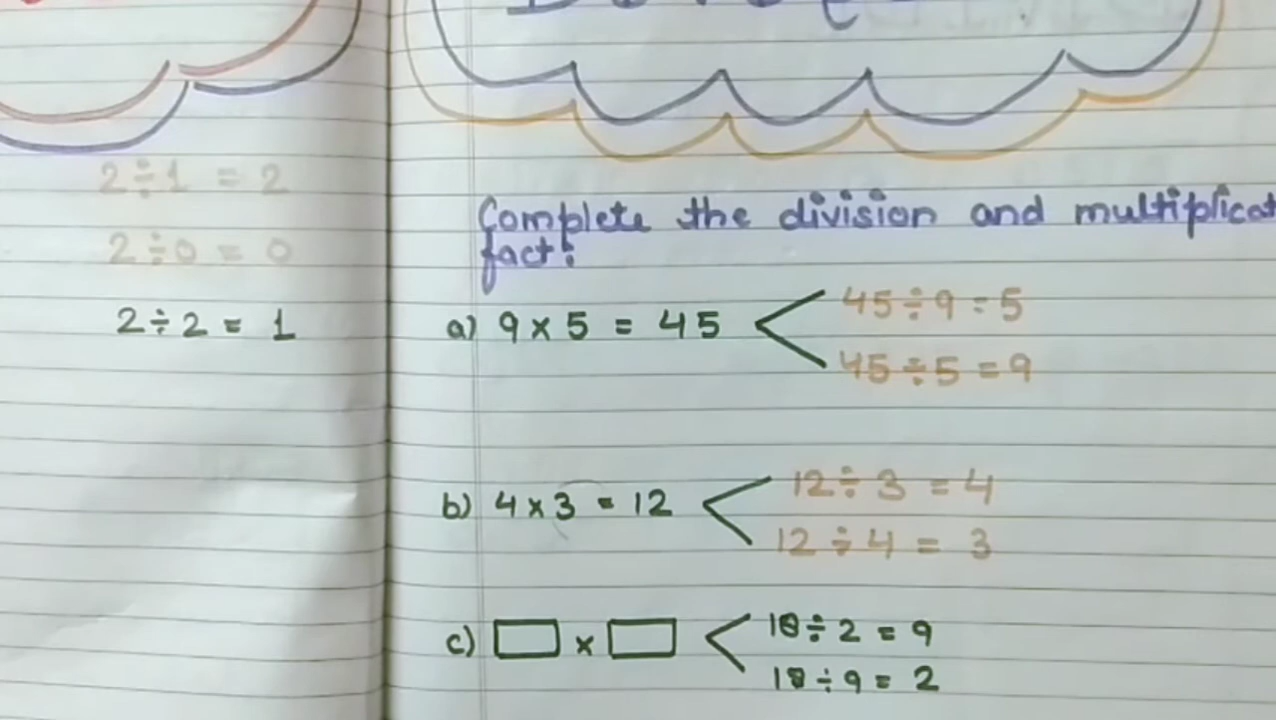 2÷1 = 2
2÷0 = 0
2÷2 = 1
Complete the division and multiplicat
fact:
a) 9 x 5 = 45
45÷9 = 5
45÷5 = 9
b) 4 x 3 = 12
12÷3 = 4
12÷4 = 3
c) □ x □
18÷2 = 9
18÷9 = 2